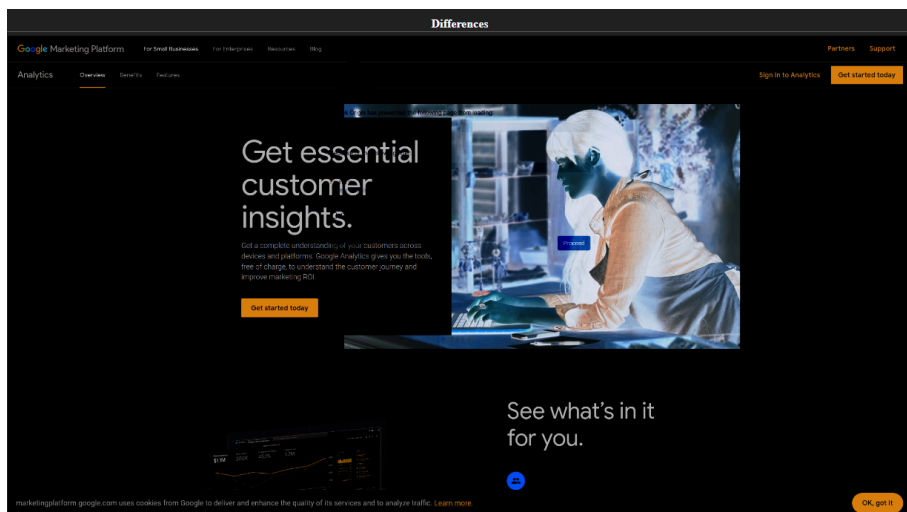 Differences
Google Marketing Platform For Small Businesses For Enterprises Resources Blog Partners Support
Analytics Overview Benefits Features Sign in to Analytics Get started today
page from loading.
Get essential
customer
insights.
Get a complete understanding of your customers across
devices and platforms. Google Analytics gives you the tools,
free of charge, to understand the customer journey and
improve marketing ROI.
Proceed
Get started today
See what's in it
for you.
marketingplatform.google.com uses cookies from Google to deliver and enhance the quality of its services and to analyze traffic. Learn more.
OK, got it